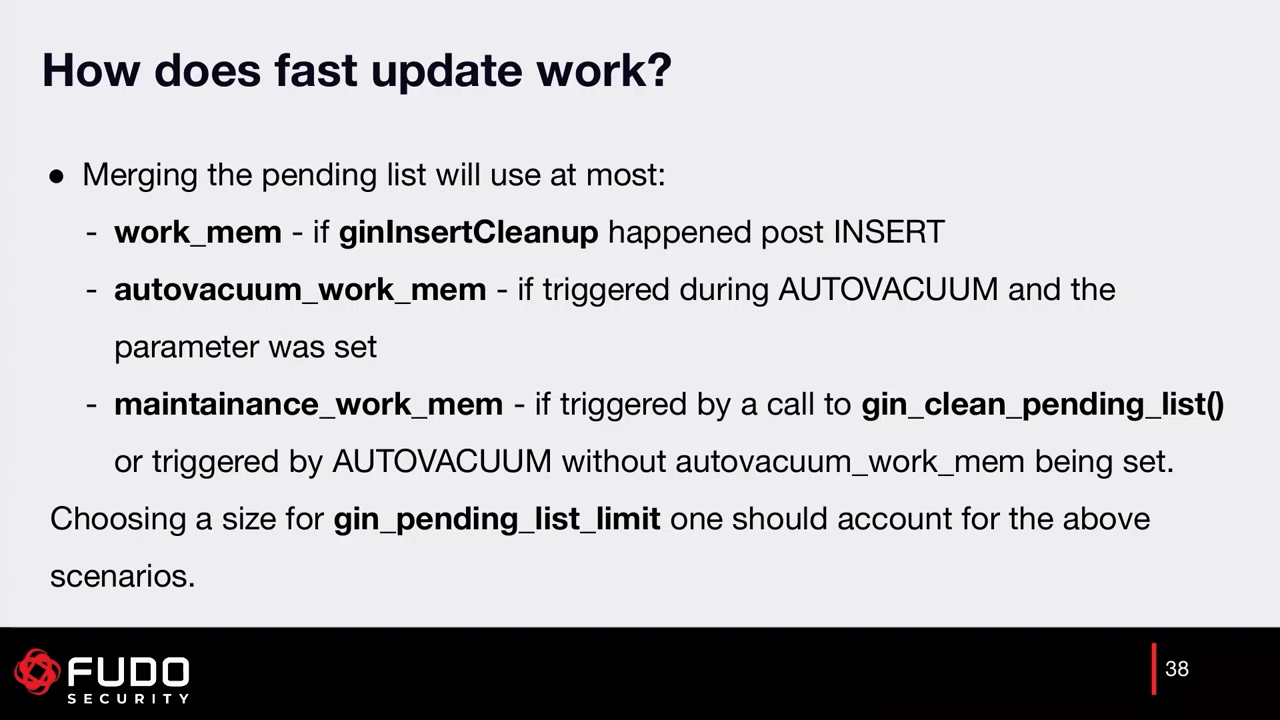 How does fast update work?
● Merging the pending list will use at most:
- work_mem - if ginInsertCleanup happened post INSERT
- autovacuum_work_mem - if triggered during AUTOVACUUM and the
parameter was set
- maintainance_work_mem - if triggered by a call to gin_clean_pending_list()
or triggered by AUTOVACUUM without autovacuum_work_mem being set.
Choosing a size for gin_pending_list_limit one should account for the above
scenarios.
FUDO
SECURITY
38